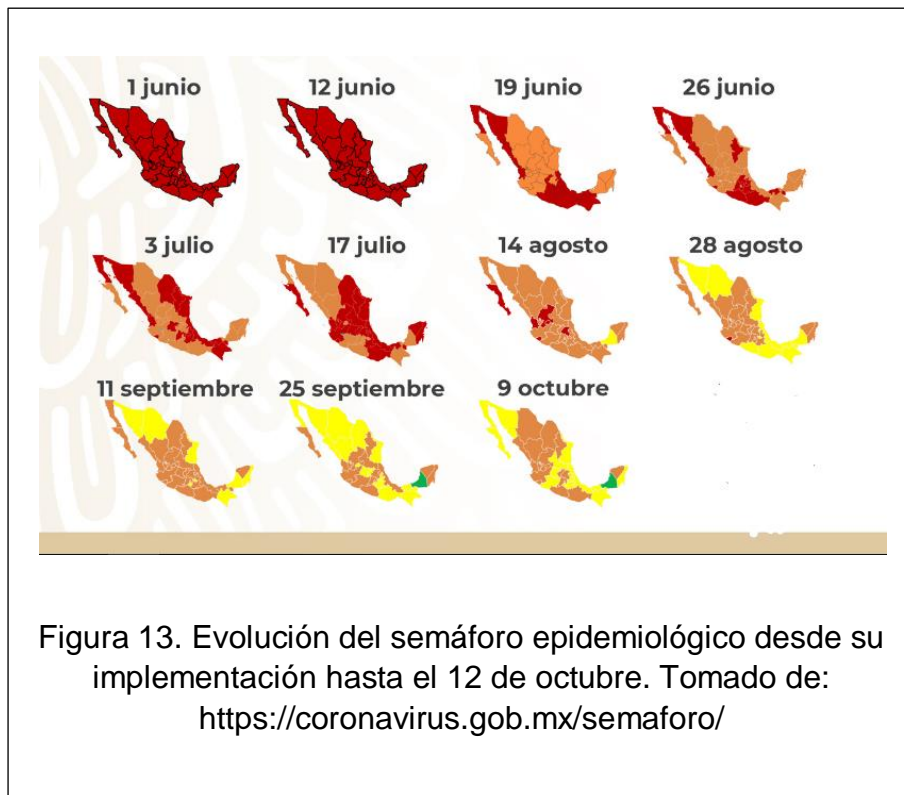 1 junio
12 junio
19 junio
26 junio
3 julio
17 julio
14 agosto
28 agosto
11 septiembre
25 septiembre
9 octubre
Figura 13. Evolución del semáforo epidemiológico desde su
implementación hasta el 12 de octubre. Tomado de:
https://coronavirus.gob.mx/semaforo/